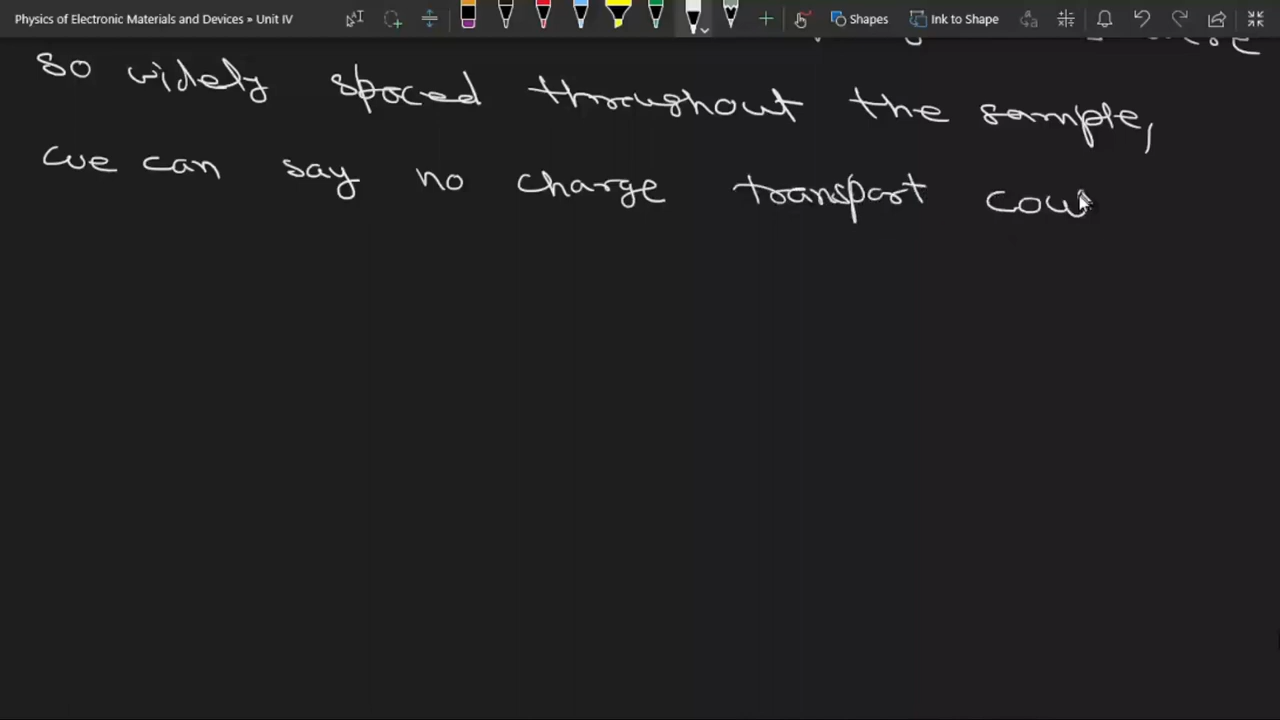 Physics of Electronic Materials and Devices » Unit IV
Shapes
Ink to Shape
so widely spaced throughout the sample,
we can say no charge transport cou